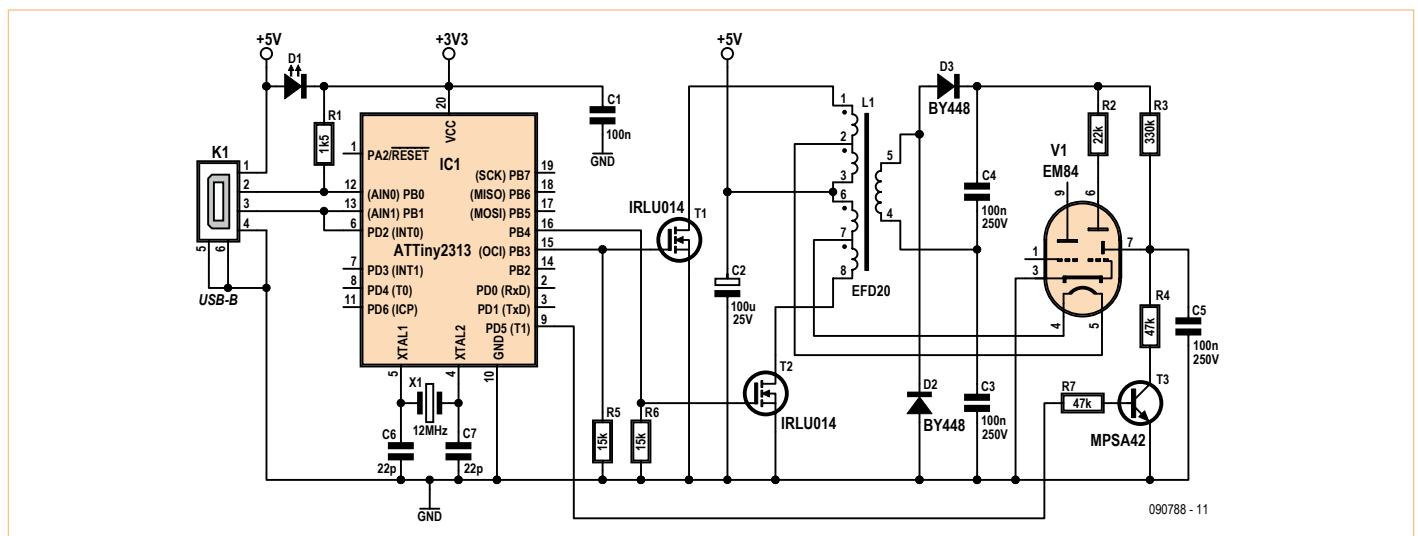 +5V
D1
+3V3
20
VCC
R1
1k5
C1
100n
GND
K1
1
2
3
4
5
6
USB-B
IC1
ATTiny2313
1
PA2/RESET
12
(AIN0) PB0
13
(AIN1) PB1
6
PD2 (INT0)
7
PD3 (INT1)
8
PD4 (T0)
11
PD6 (ICP)
(SCK) PB7
19
(MISO) PB6
18
(MOSI) PB5
17
PB4
16
(OCI) PB3
15
PB2
14
PD0 (RxD)
2
PD1 (TxD)
3
PD5 (T1)
9
XTAL1
XTAL2
GND
5
4
10
X1
12MHz
C6
22p
C7
22p
GND
R5
15k
R6
15k
IRLU014
T1
T2
IRLU014
+5V
C2
100u
25V
1
2
3
6
7
8
L1
5
4
EFD20
D3
BY448
D2
BY448
C4
100n
250V
C3
100n
250V
R2
22k
R3
330k
V1
EM84
9
6
7
1
3
4
5
R4
47k
C5
100n
250V
R7
47k
T3
MPSA42
090788 - 11